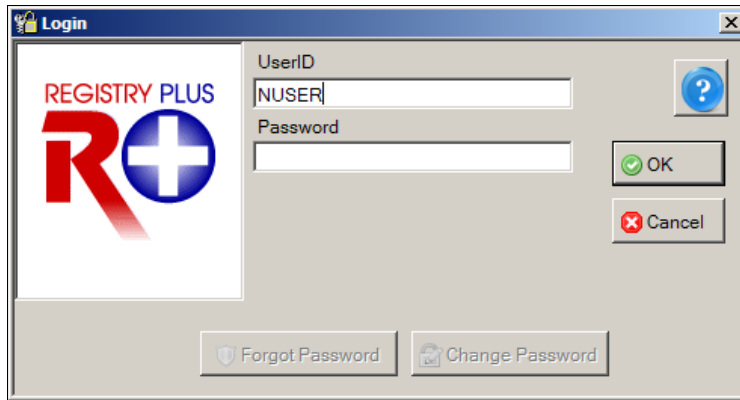 Login
UserID
NUSER
Password
REGISTRY PLUS
R
?
OK
Cancel
Forgot Password
Change Password